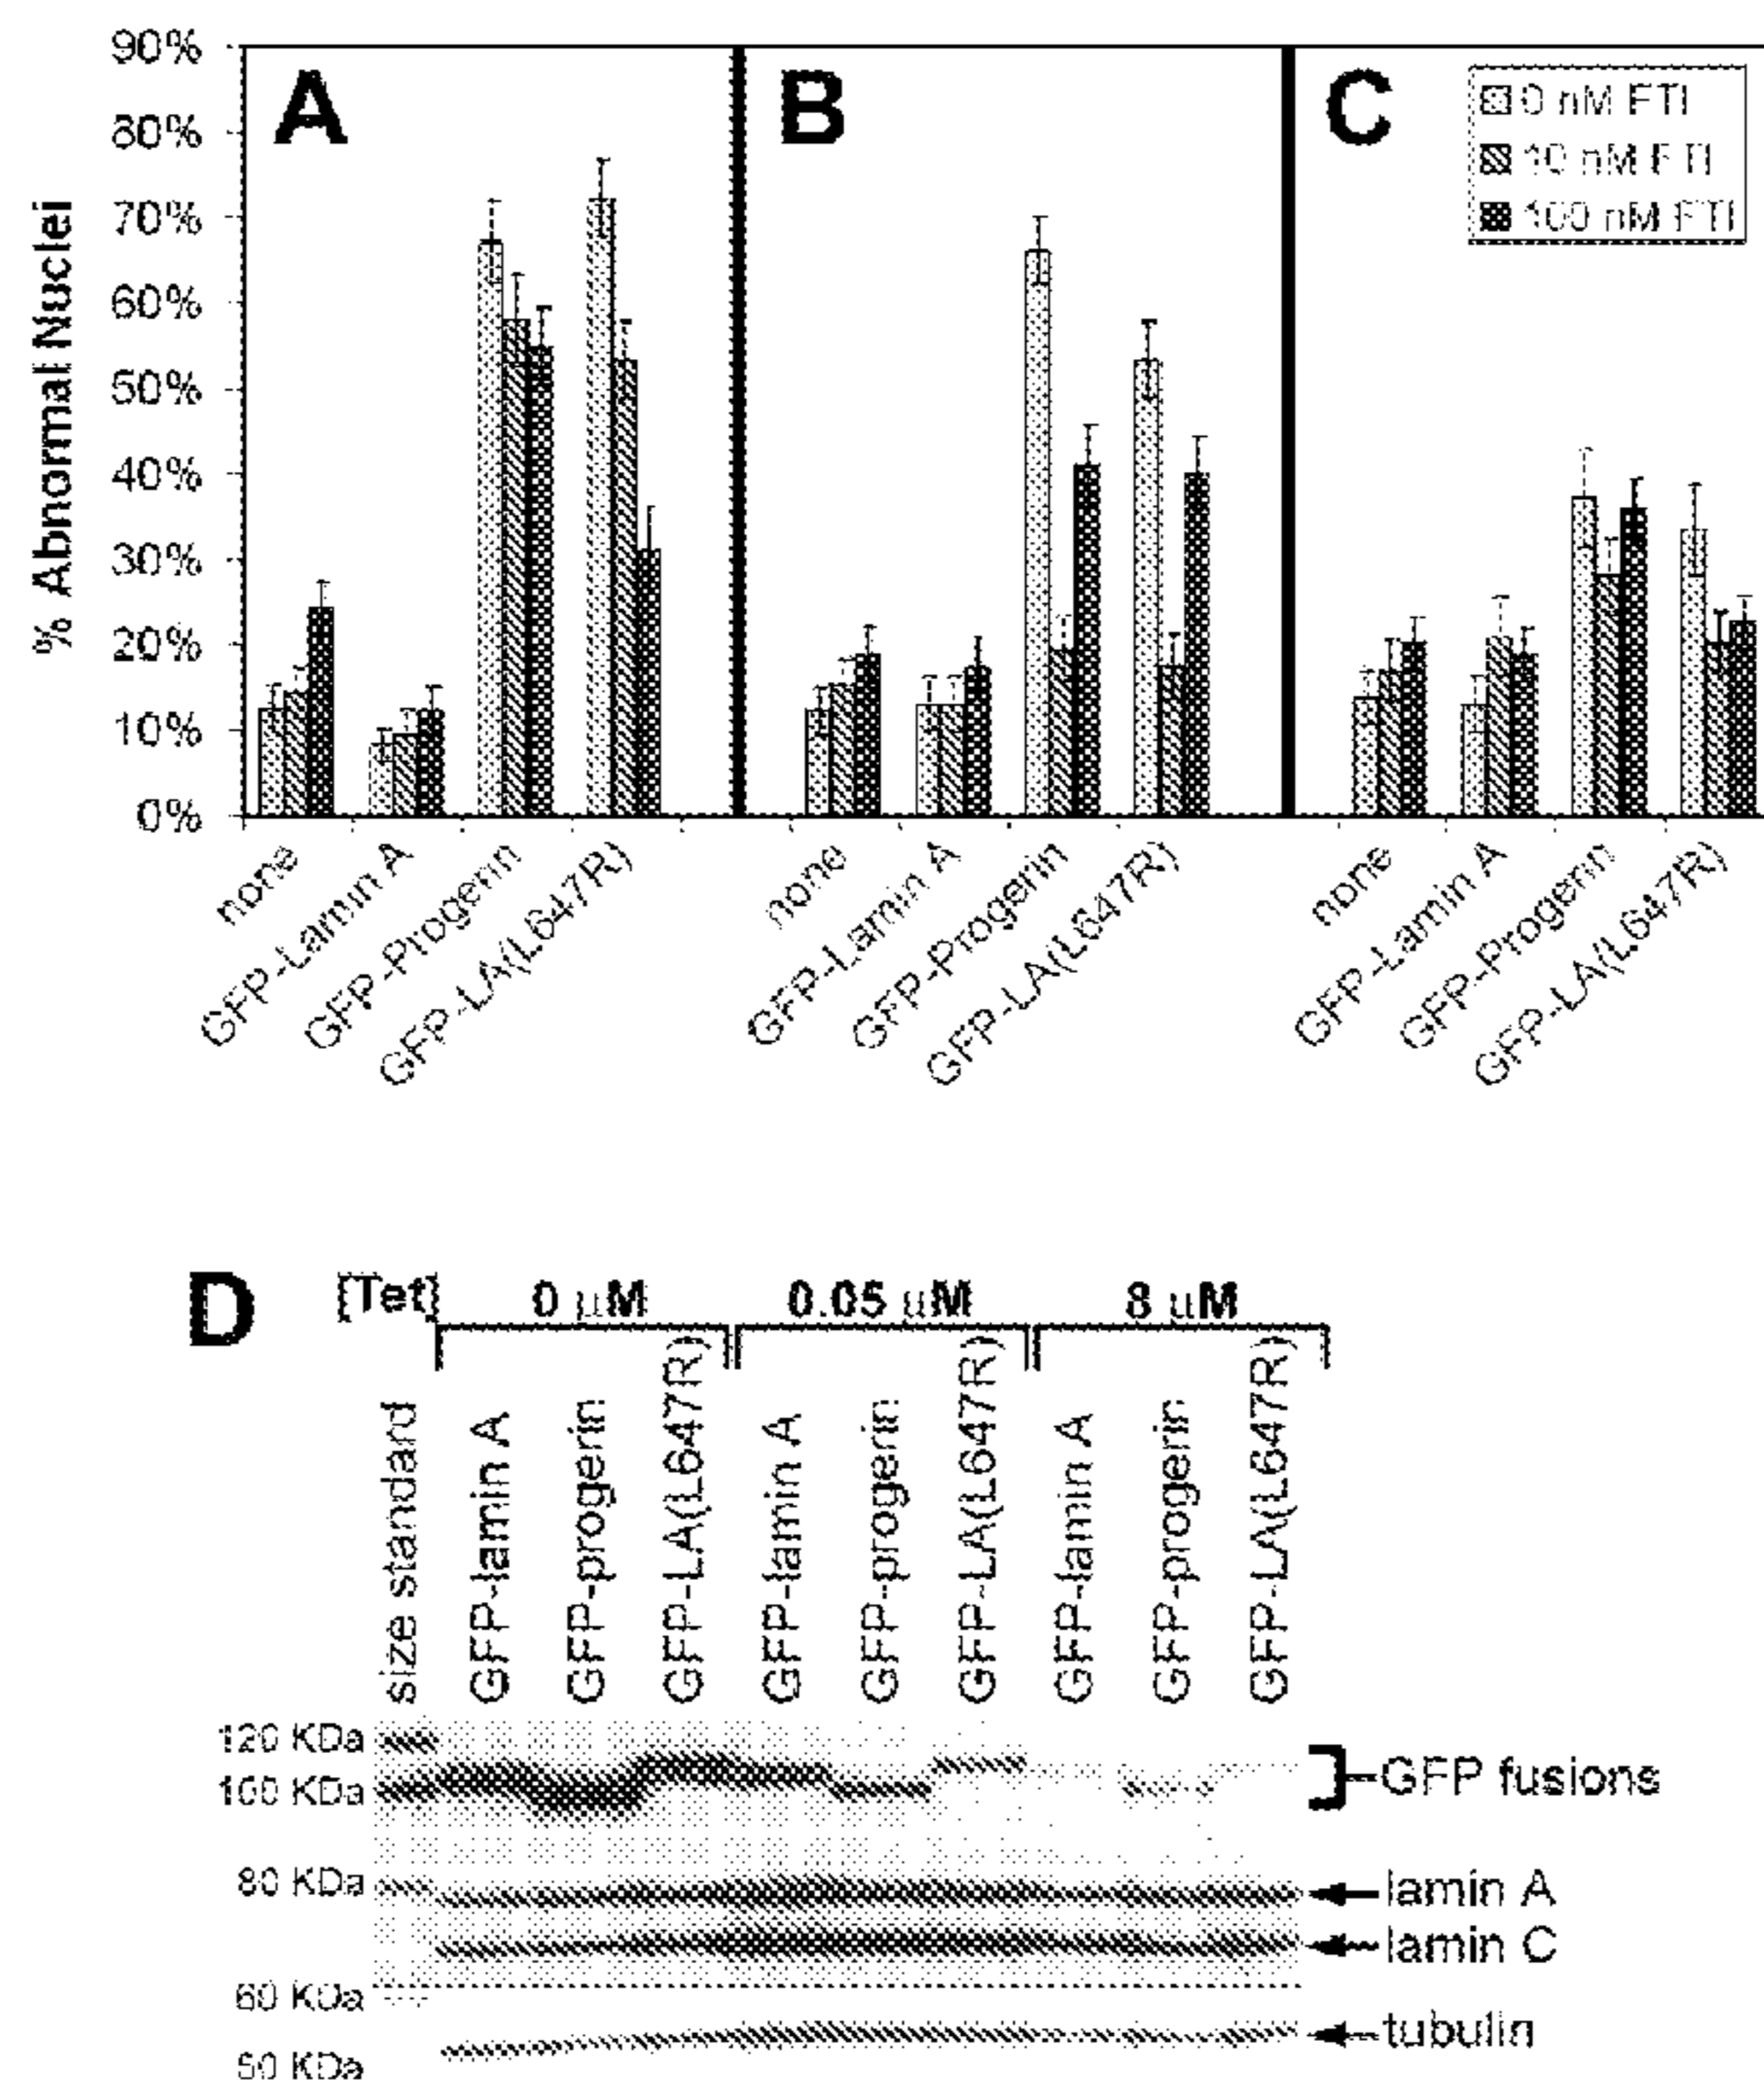 90%
80%
70%
60%
50%
40%
30%
20%
10%
0%
% Abnormal Nuclei
A
B
C
0 nM FTI
10 nM FTI
100 nM FTI
none
GFP-Lamin A
GFP-Progerin
GFP-LA(L647R)
none
GFP-Lamin A
GFP-Progerin
GFP-LA(L647R)
none
GFP-Lamin A
GFP-Progerin
GFP-LA(L647R)
D
[Tet]
0 µM
0.05 µM
8 µM
size standard
GFP-lamin A
GFP-progerin
GFP-LA(L647R)
GFP-lamin A
GFP-progerin
GFP-LA(L647R)
GFP-lamin A
GFP-progerin
GFP-LA(L647R)
120 KDa
100 KDa
80 KDa
60 KDa
50 KDa
GFP fusions
lamin A
lamin C
tubulin